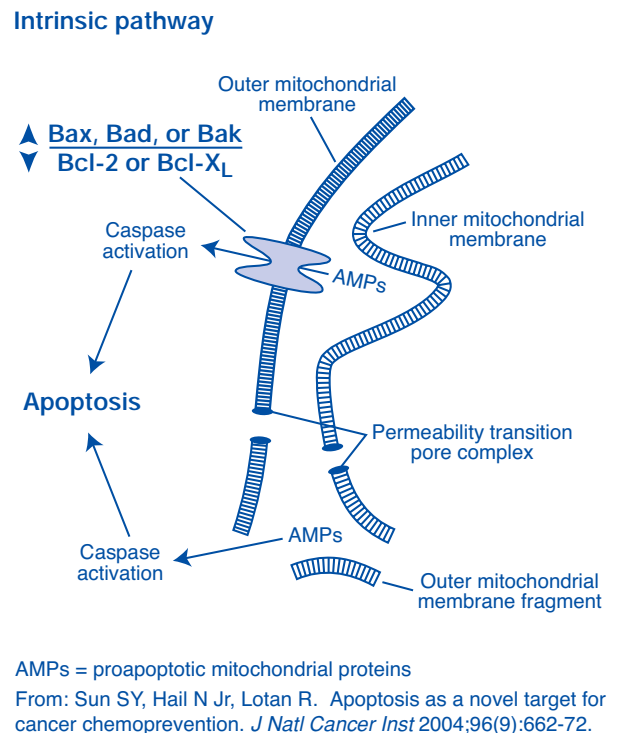 Intrinsic pathway
Outer mitochondrial
membrane
Bax, Bad, or Bak
Bcl-2 or Bcl-XL
Inner mitochondrial
membrane
Caspase
activation
AMPs
Apoptosis
Permeability transition
pore complex
AMPs
Caspase
activation
Outer mitochondrial
membrane fragment
AMPs = proapoptotic mitochondrial proteins
From: Sun SY, Hail N Jr, Lotan R. Apoptosis as a novel target for
cancer chemoprevention. J Natl Cancer Inst 2004;96(9):662-72.